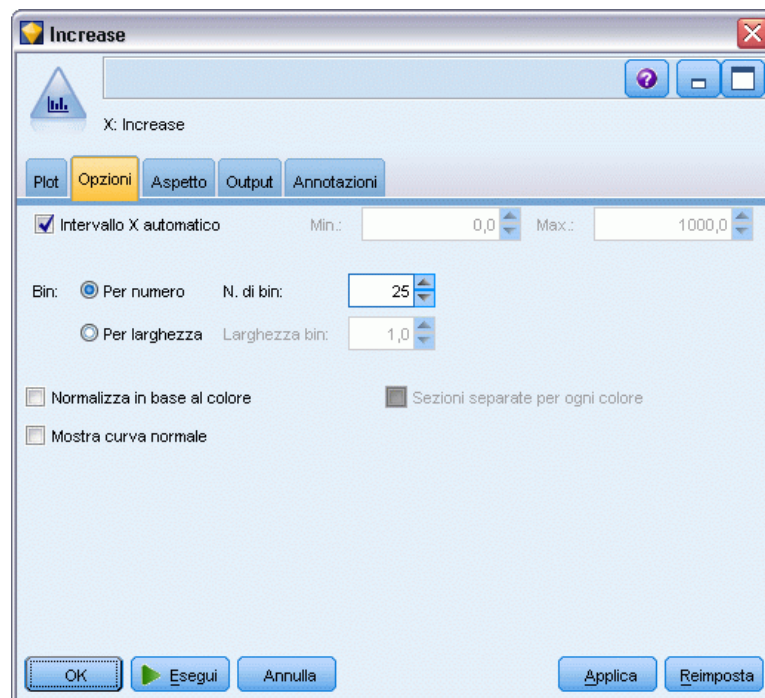 Increase
X: Increase
Plot Opzioni Aspetto Output Annotazioni
Intervallo X automatico Min.: 0,0 Max.: 1000,0
Bin: Per numero N. di bin: 25
Per larghezza Larghezza bin: 1,0
Normalizza in base al colore Sezioni separate per ogni colore
Mostra curva normale
OK Esegui Annulla Applica Reimposta